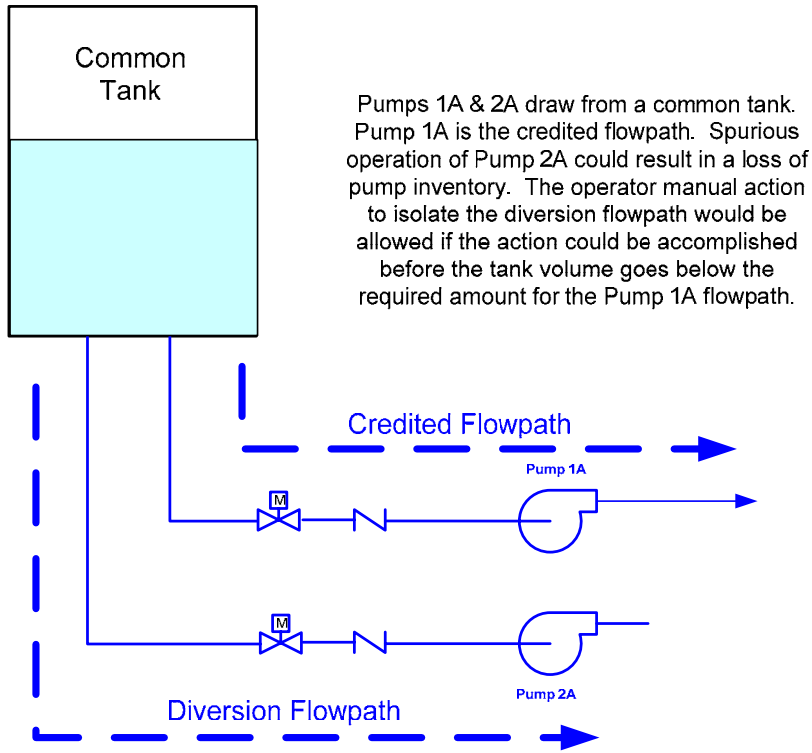 Common
Tank
Pumps 1A & 2A draw from a common tank.
Pump 1A is the credited flowpath.  Spurious
operation of Pump 2A could result in a loss of
pump inventory.  The operator manual action
to isolate the diversion flowpath would be
allowed if the action could be accomplished
before the tank volume goes below the
required amount for the Pump 1A flowpath.
Credited Flowpath
Pump 1A
M
M
Pump 2A
Diversion Flowpath